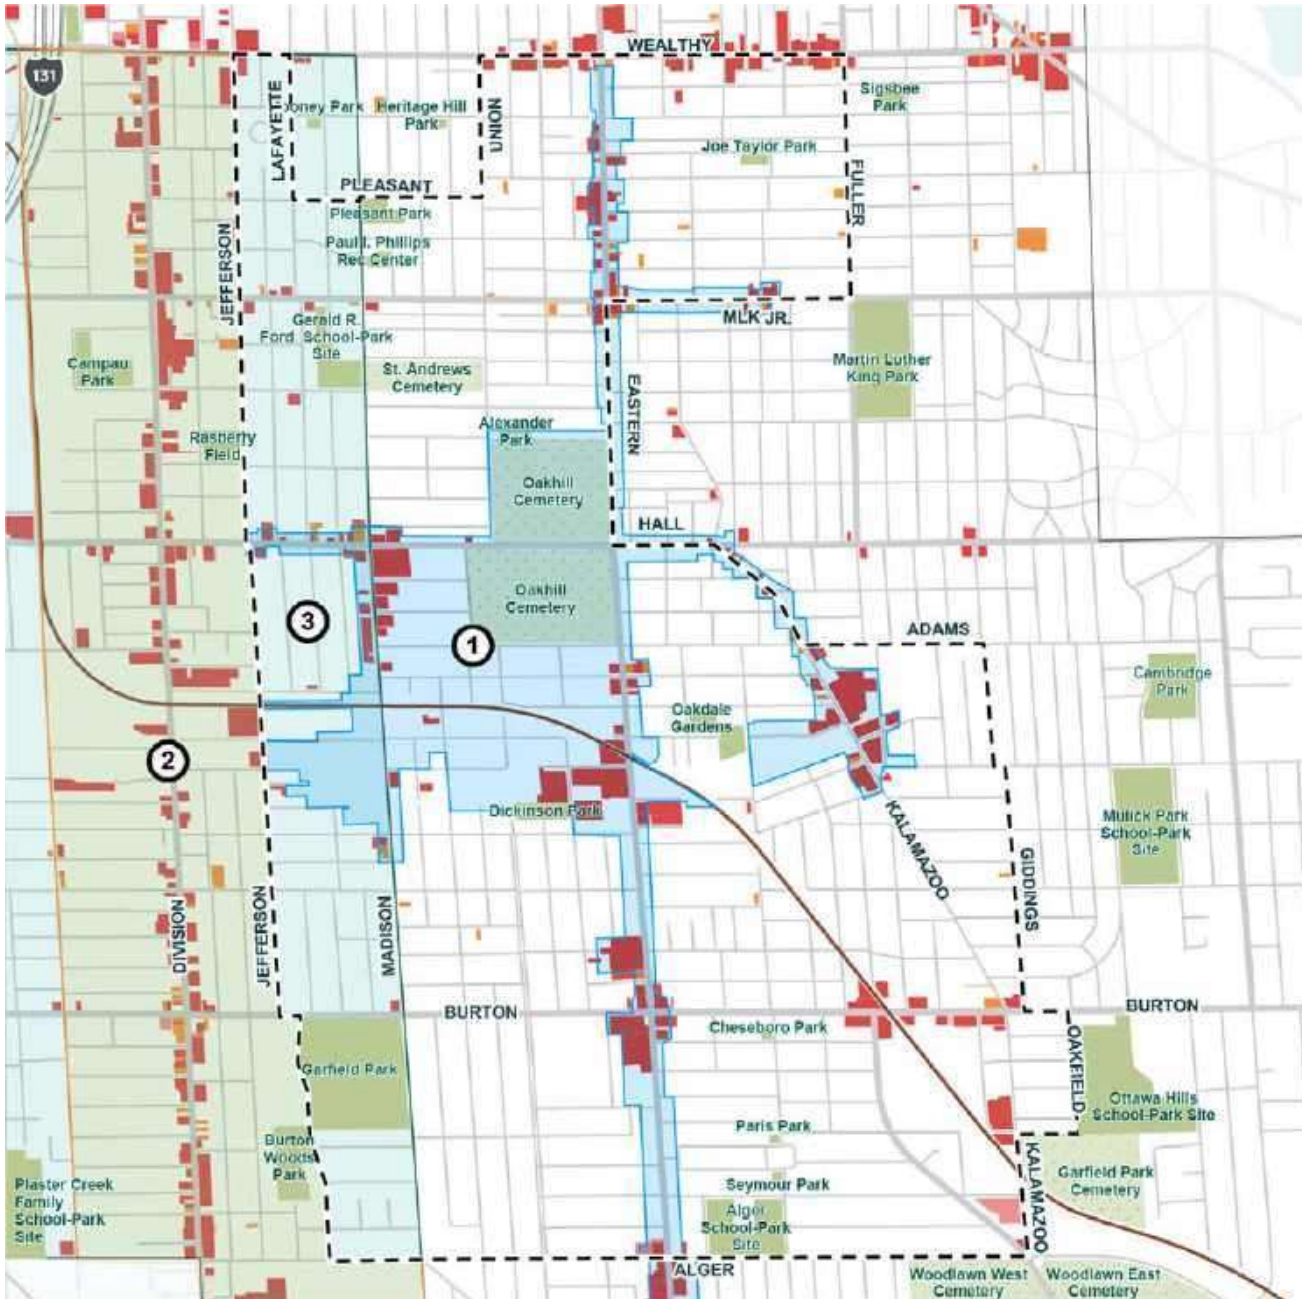 WEALTHY
131
LAFAYETTE
ooney Park
Heritage Hill
Park
UNION
Sigsbee
Park
Joe Taylor Park
FULLER
PLEASANT
Pleasant Park
JEFFERSON
Paul I. Phillips
Rec Center
Gerald R.
Ford School-Park
Site
MLK JR.
Campau
Park
St. Andrews
Cemetery
Martin Luther
King Park
EASTERN
Rasberry
Field
Alexander
Park
Oakhill
Cemetery
HALL
Oakhill
Cemetery
3
1
ADAMS
Cambridge
Park
Oakdale
Gardens
2
Dickinson Park
KALAMAZOO
Mulick Park
School-Park
Site
GIDDINGS
DIVISION
JEFFERSON
MADISON
BURTON
BURTON
Cheseboro Park
OAKFIELD
Garfield Park
Ottawa Hills
School-Park Site
Paris Park
Burton
Woods
Park
KALAMAZOO
Garfield Park
Cemetery
Plaster Creek
Family
School-Park
Site
Seymour Park
Alger
School-Park
Site
ALGER
Woodlawn West
Cemetery
Woodlawn East
Cemetery